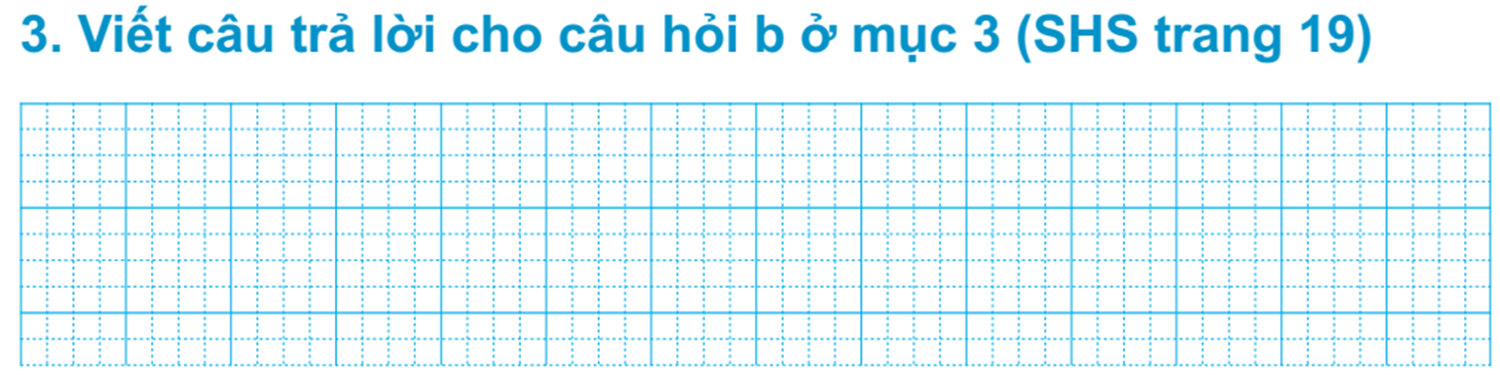 3. Viết câu trả lời cho câu hỏi b ở mục 3 (SHS trang 19)